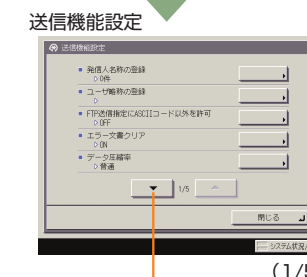 送信機能設定
送信機能設定
■ 発信人名称の登録
▷ 0件
■ ユーザ略称の登録
▷
■ FTP送信指定にASCIIコード以外を許可
▷ OFF
■ エラー文書クリア
▷ ON
■ データ圧縮率
▷ 普通
▼ 1/5 ▲
閉じる
システム状況/
(1/5